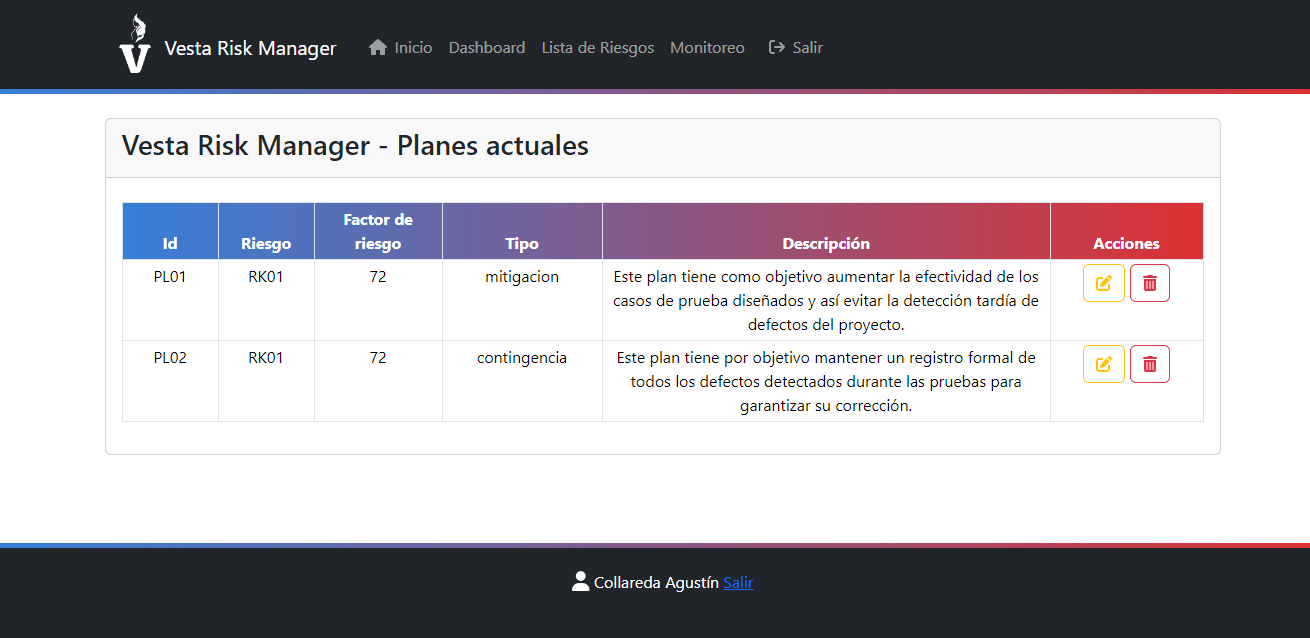 V Vesta Risk Manager Inicio Dashboard Lista de Riesgos Monitoreo Salir
Vesta Risk Manager - Planes actuales
Id Riesgo Factor de riesgo Tipo Descripción Acciones
PL01 RK01 72 mitigacion Este plan tiene como objetivo aumentar la efectividad de los
casos de prueba diseñados y así evitar la detección tardía de
defectos del proyecto.
PL02 RK01 72 contingencia Este plan tiene por objetivo mantener un registro formal de
todos los defectos detectados durante las pruebas para
garantizar su corrección.
Collareda Agustín Salir